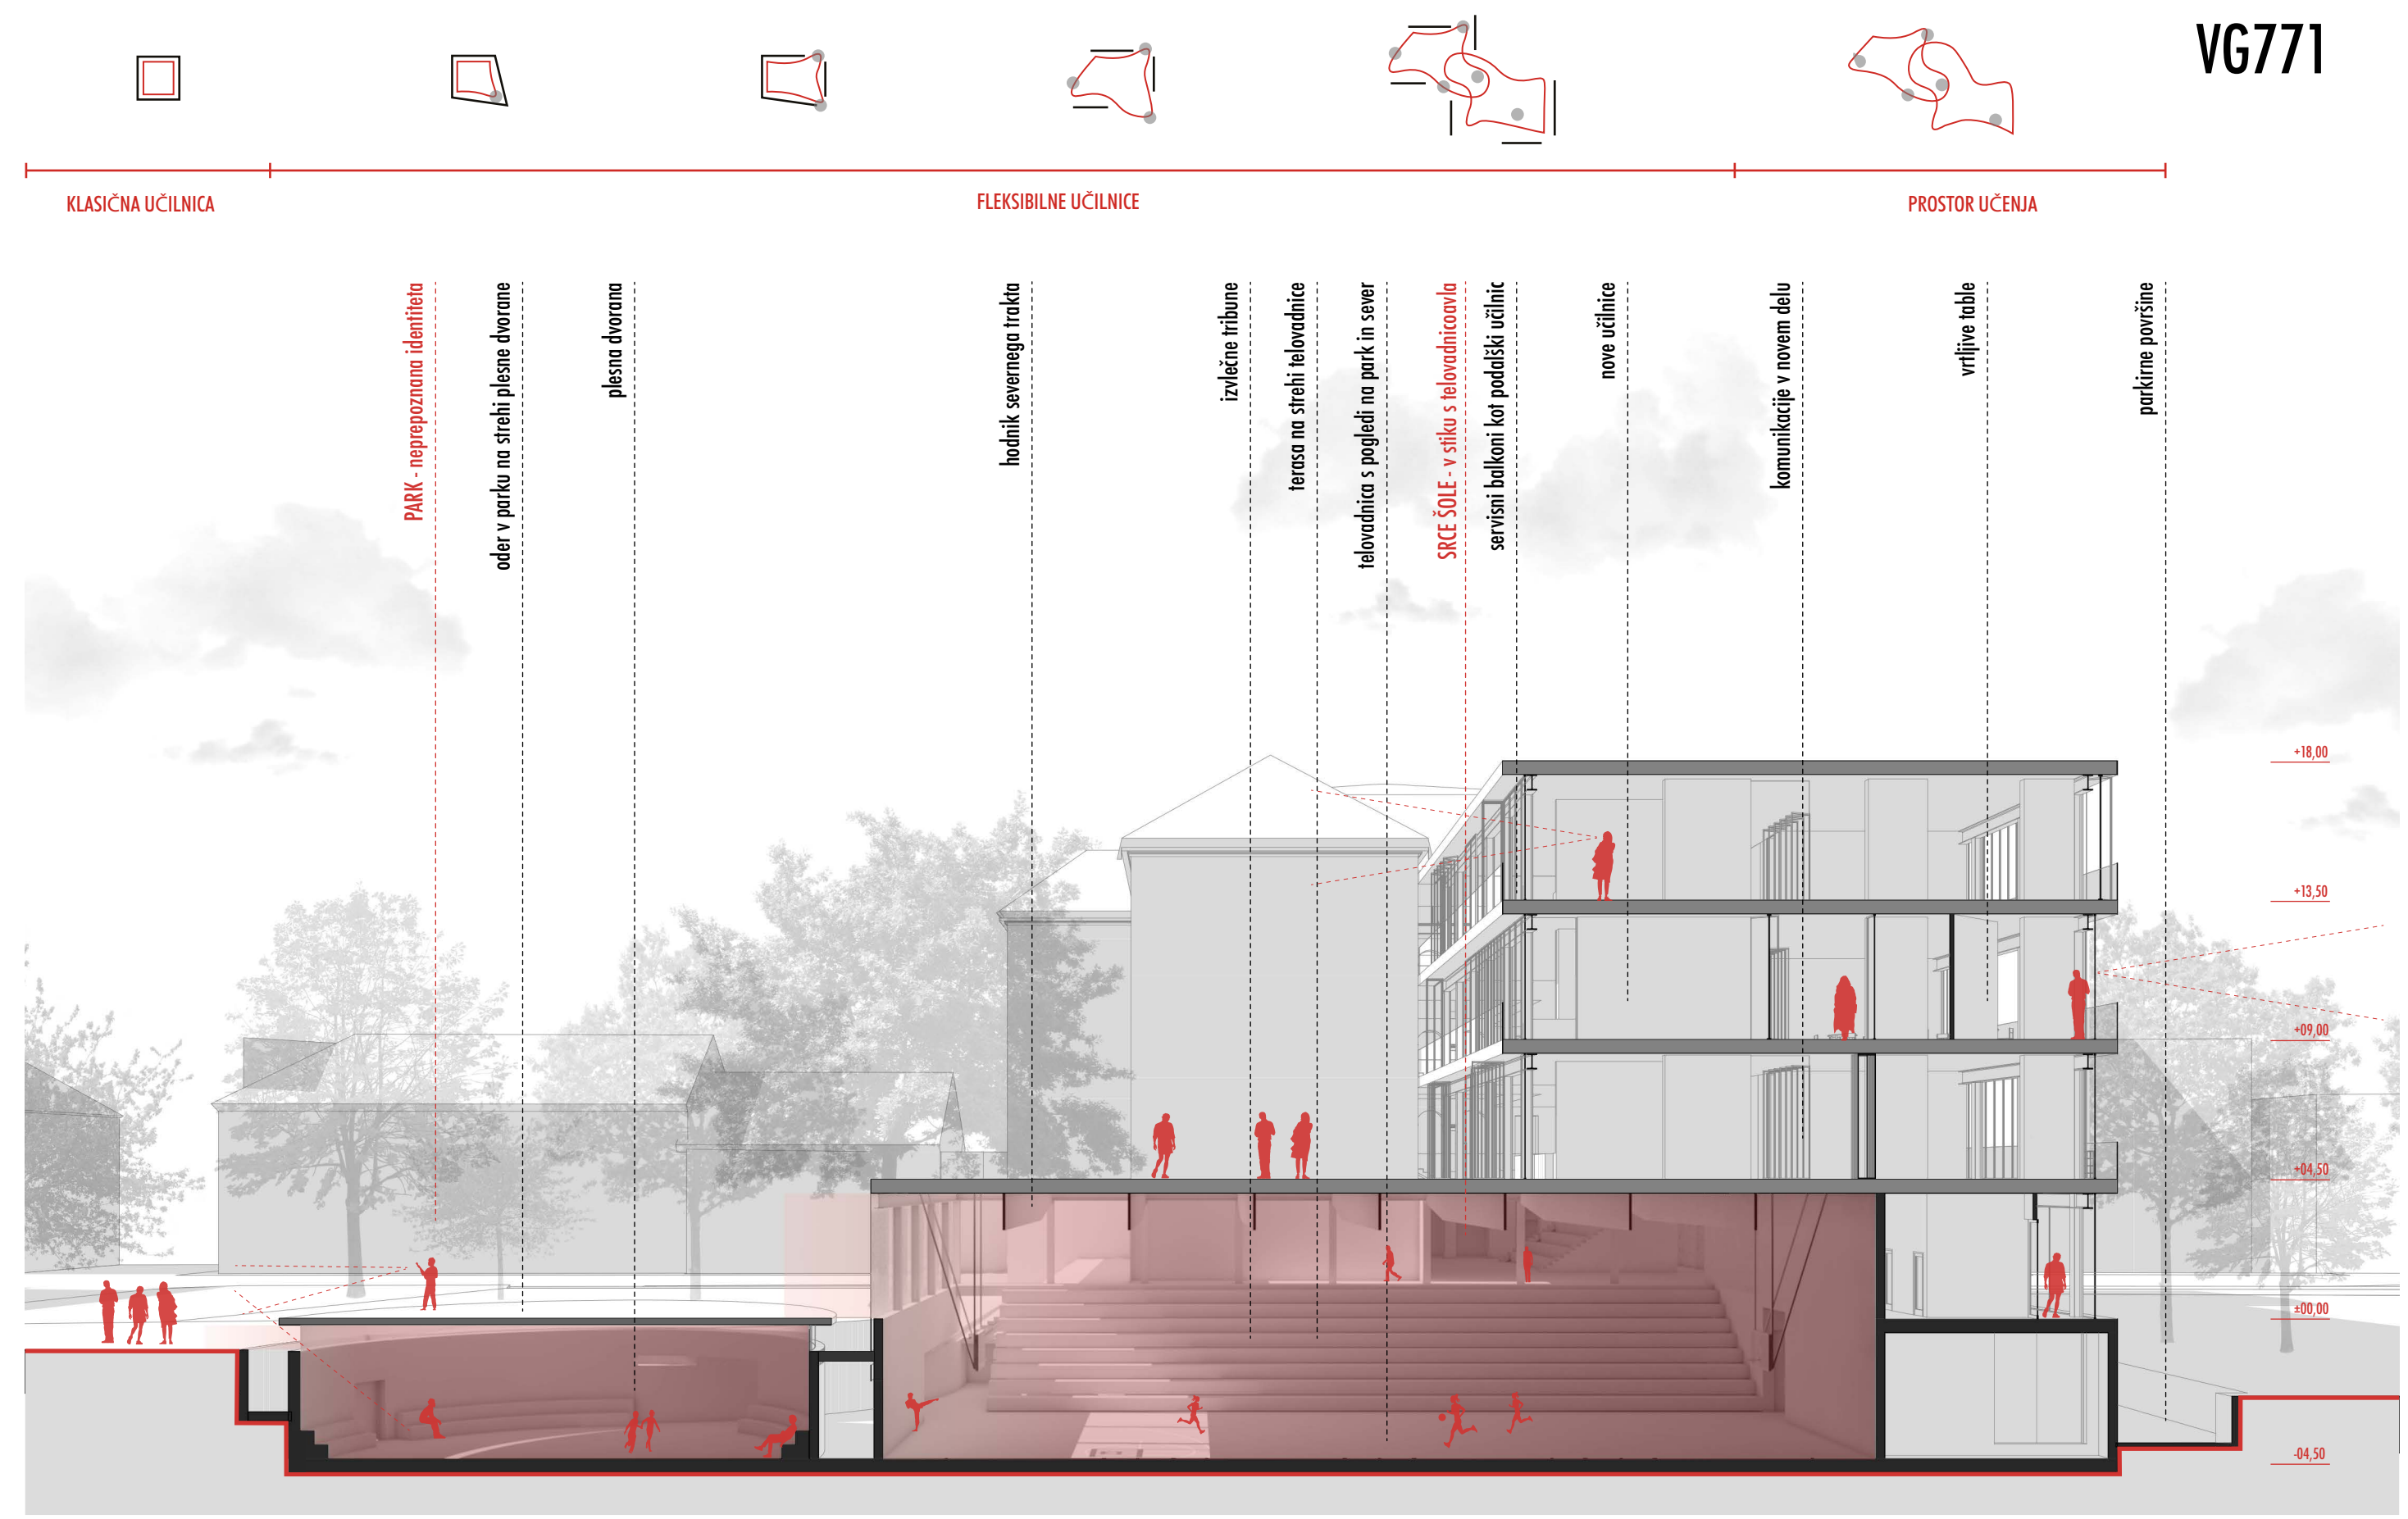 VG771
KLASIČNA UČILNICA
FLEKSIBILNE UČILNICE
PROSTOR UČENJA
PARK - neprepoznana identiteta
oder v parku na strehi plesne dvorane
plesna dvorana
hodnik severnega trakta
izvlečne tribune
terasa na strehi telovadnice
telovadnica s pogledi na park in sever
SRCE ŠOLE - v stiku s telovadnicoavla
servisni balkoni kot podalški učilnic
nove učilnice
komunikacije v novem delu
vrtljive table
parkirne površine
+18,00
+13,50
+09,00
+04,50
±00,00
-04,50